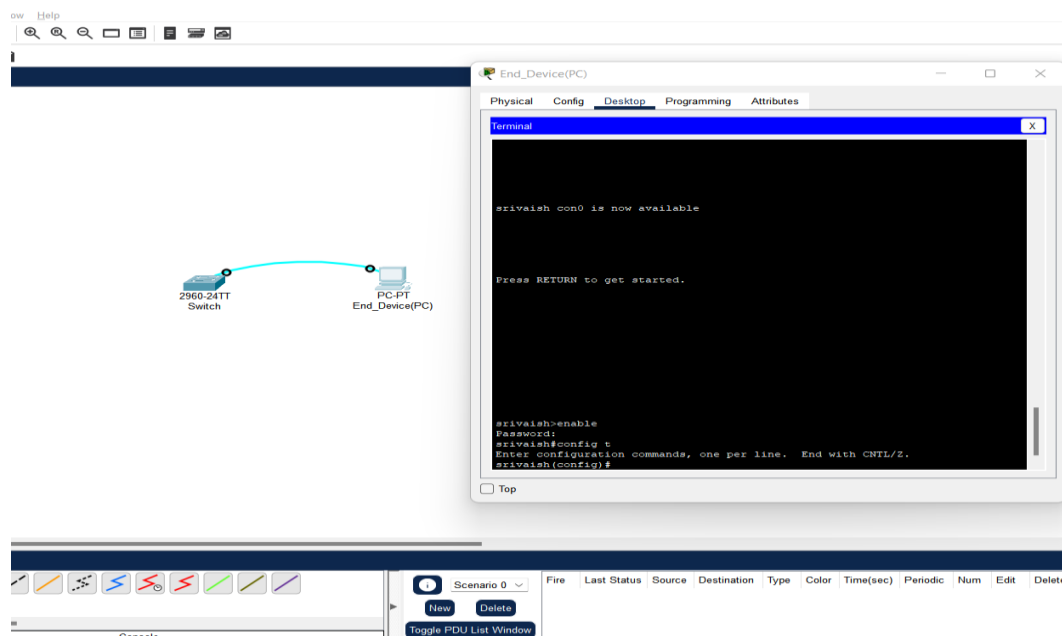 Help
End_Device(PC)
Physical Config Desktop Programming Attributes
Terminal X
srivaish con0 is now available
Press RETURN to get started.
srivaish>enable
Password:
srivaish#config t
Enter configuration commands, one per line. End with CNTL/Z.
srivaish(config)#
Top
2960-24TT
Switch
PC-PT
End_Device(PC)
Scenario 0
New Delete
Toggle PDU List Window
Fire Last Status Source Destination Type Color Time(sec) Periodic Num Edit